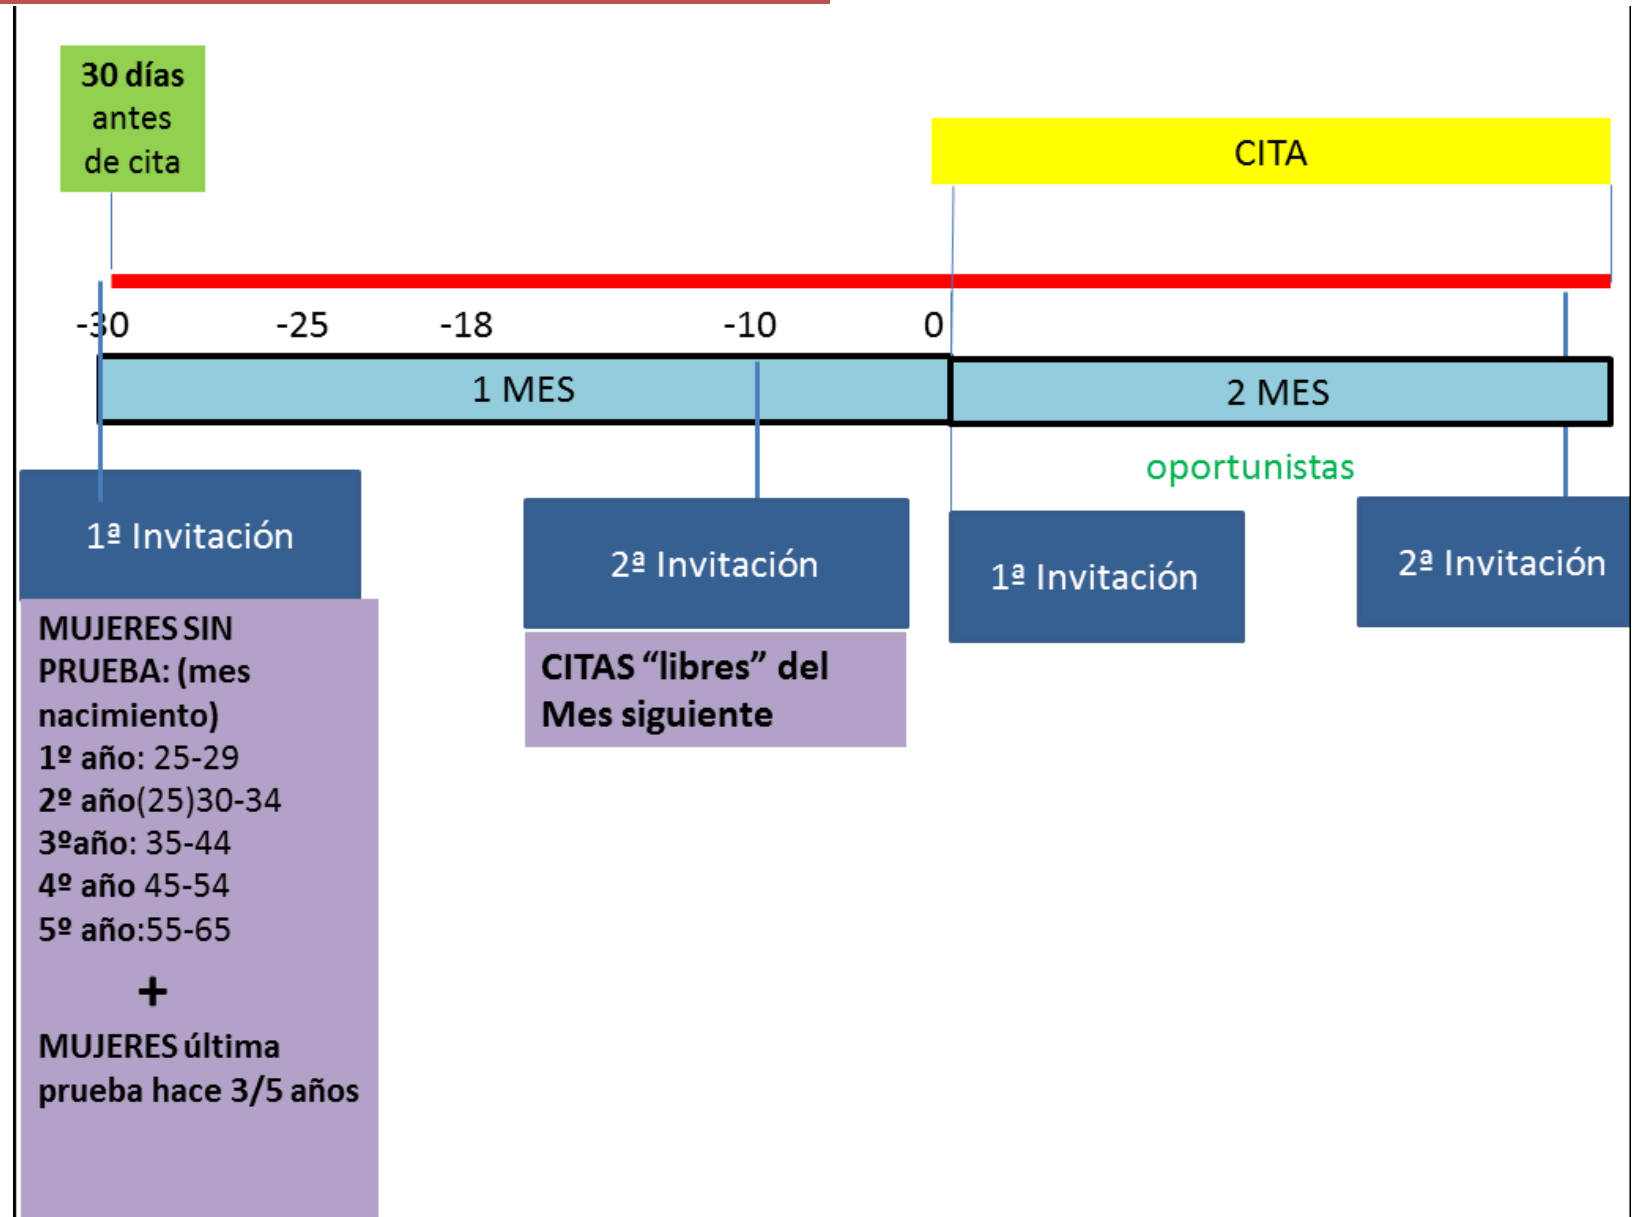 30 días
antes
de cita
CITA
-30 -25 -18 -10 0
1 MES
2 MES
oportunistas
1ª Invitación
2ª Invitación
1ª Invitación
2ª Invitación
MUJERES SIN
PRUEBA: (mes
nacimiento)
1º año: 25-29
2º año(25)30-34
3ºaño: 35-44
4º año 45-54
5º año:55-65
+
MUJERES última
prueba hace 3/5 años
CITAS “libres” del
Mes siguiente